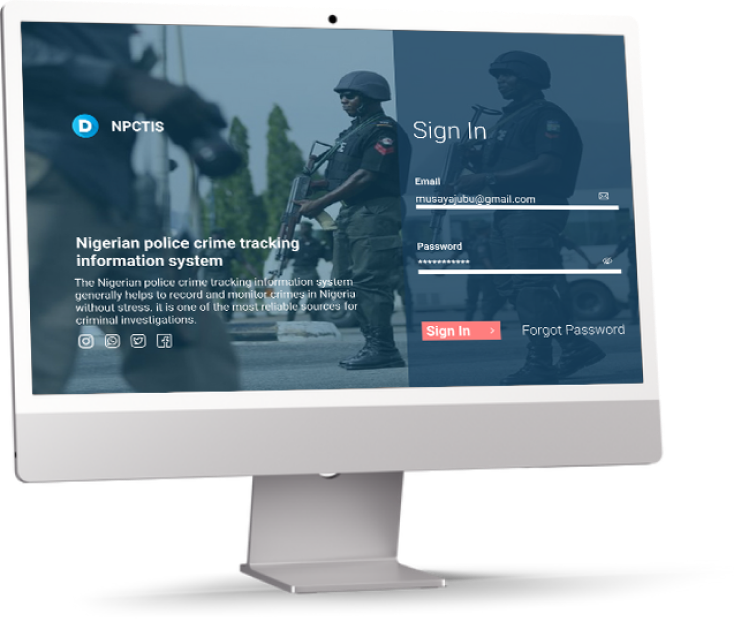 NPCTIS
Nigerian police crime tracking
information system
The Nigerian police crime tracking information system
generally helps to record and monitor crimes in Nigeria
without stress, it is one of the most reliable sources for
criminal investigations.
Sign In
Email
musayajubu@gmail.com
Password
***********
Sign In
Forgot Password